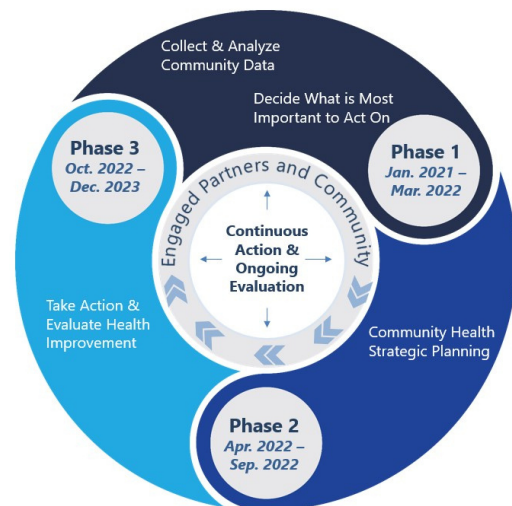 Collect & Analyze
Community Data
Decide What is Most
Important to Act On
Phase 1
Jan. 2021 –
Mar. 2022
Community Health
Strategic Planning
Phase 2
Apr. 2022 –
Sep. 2022
Take Action &
Evaluate Health
Improvement
Phase 3
Oct. 2022 –
Dec. 2023
Engaged Partners and Community
Continuous
Action &
Ongoing
Evaluation